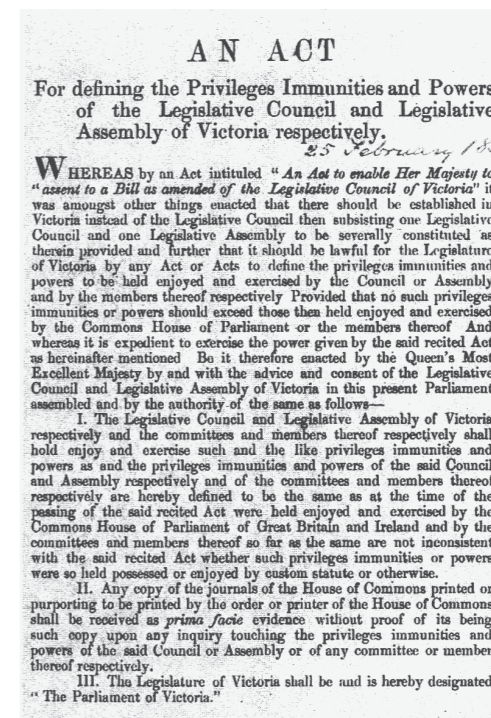 AN ACT
For defining the Privileges Immunities and Powers
of the Legislative Council and Legislative
Assembly of Victoria respectively.
25 February 18
WHEREAS by an Act intituled "An Act to enable Her Majesty to
"assent to a Bill as amended of the Legislative Council of Victoria" it
was amongst other things enacted that there should be established in
Victoria instead of the Legislative Council then subsisting one Legislative
Council and one Legislative Assembly to be severally constituted as
therein provided and further that it should be lawful for the Legislature
of Victoria by any Act or Acts to define the privileges immunities and
powers to be held enjoyed and exercised by the Council or Assembly
and by the members thereof respectively Provided that no such privileges
immunities or powers should exceed those then held enjoyed and exercised
by the Commons House of Parliament or the members thereof And
whereas it is expedient to exercise the power given by the said recited Act
as hereinafter mentioned Be it therefore enacted by the Queen's Most
Excellent Majesty by and with the advice and consent of the Legislative
Council and Legislative Assembly of Victoria in this present Parliament
assembled and by the authority of the same as follows—
I. The Legislative Council and Legislative Assembly of Victoria
respectively and the committees and members thereof respectively shall
hold enjoy and exercise such and the like privileges immunities and
powers as and the privileges immunities and powers of the said Council
and Assembly respectively and of the committees and members thereof
respectively are hereby defined to be the same as at the time of the
passing of the said recited Act were held enjoyed and exercised by the
Commons House of Parliament of Great Britain and Ireland and by the
committees and members thereof so far as the same are not inconsistent
with the said recited Act whether such privileges immunities or powers
were so held possessed or enjoyed by custom statute or otherwise.
II. Any copy of the journals of the House of Commons printed or
purporting to be printed by the order or printer of the House of Commons
shall be received as prima facie evidence without proof of its being
such copy upon any inquiry touching the privileges immunities and
powers of the said Council or Assembly or of any committee or member
thereof respectively.
III. The Legislature of Victoria shall be and is hereby designated
"The Parliament of Victoria."